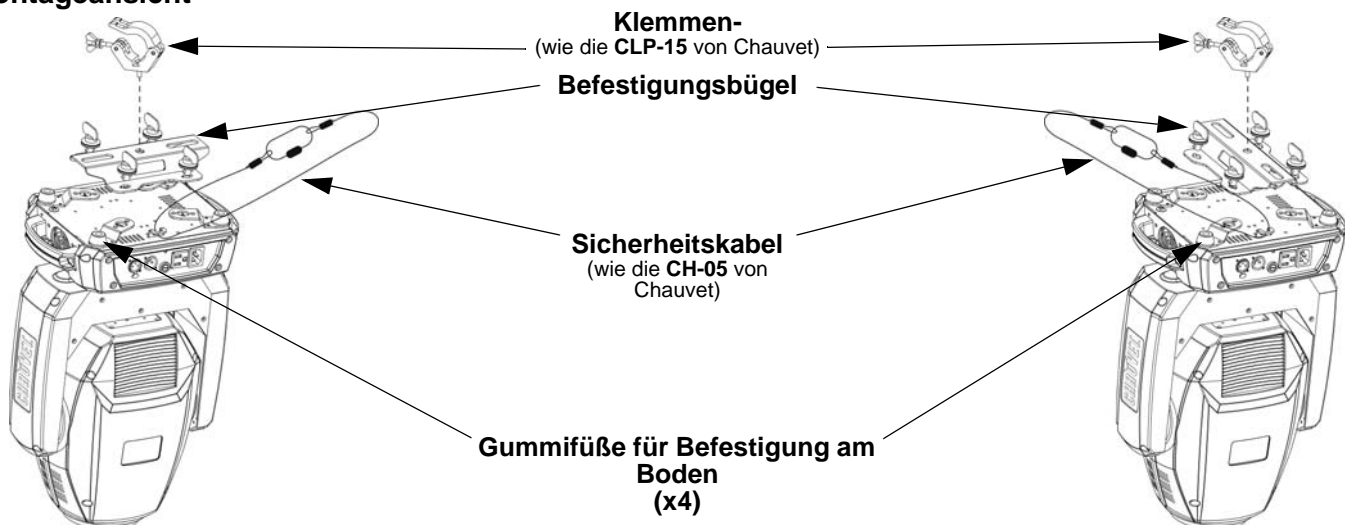 Klemmen-
(wie die CLP-15 von Chauvet)
Befestigungsbügel
Sicherheitskabel
(wie die CH-05 von
Chauvet)
Gummifüße für Befestigung am
Boden
(x4)